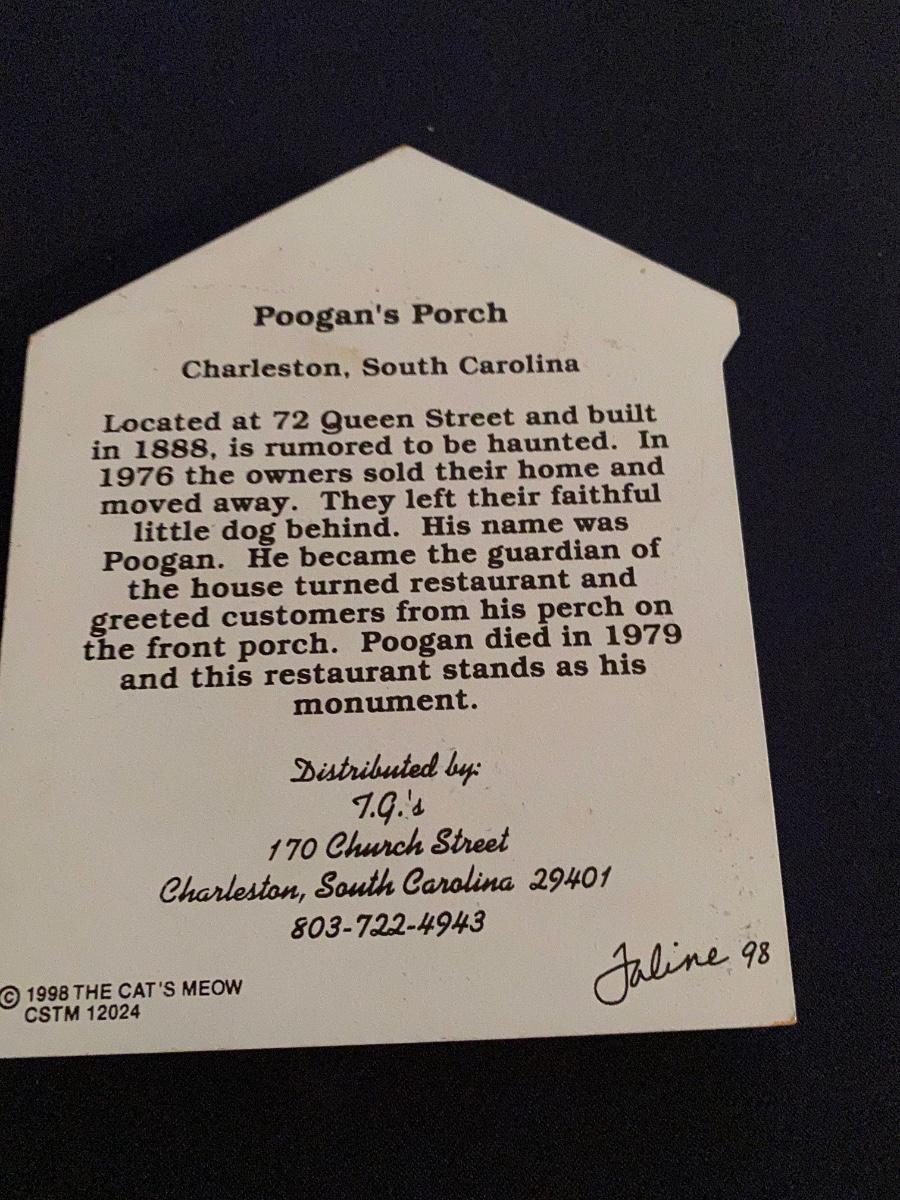 Poogan's Porch
Charleston, South Carolina
Located at 72 Queen Street and built
in 1888, is rumored to be haunted. In
1976 the owners sold their home and
moved away. They left their faithful
little dog behind. His name was
Poogan. He became the guardian of
the house turned restaurant and
greeted customers from his perch on
the front porch. Poogan died in 1979
and this restaurant stands as his
monument.
Distributed by:
T.G.'s
170 Church Street
Charleston, South Carolina 29401
803-722-4943
Faline 98
© 1998 THE CAT'S MEOW
CSTM 12024